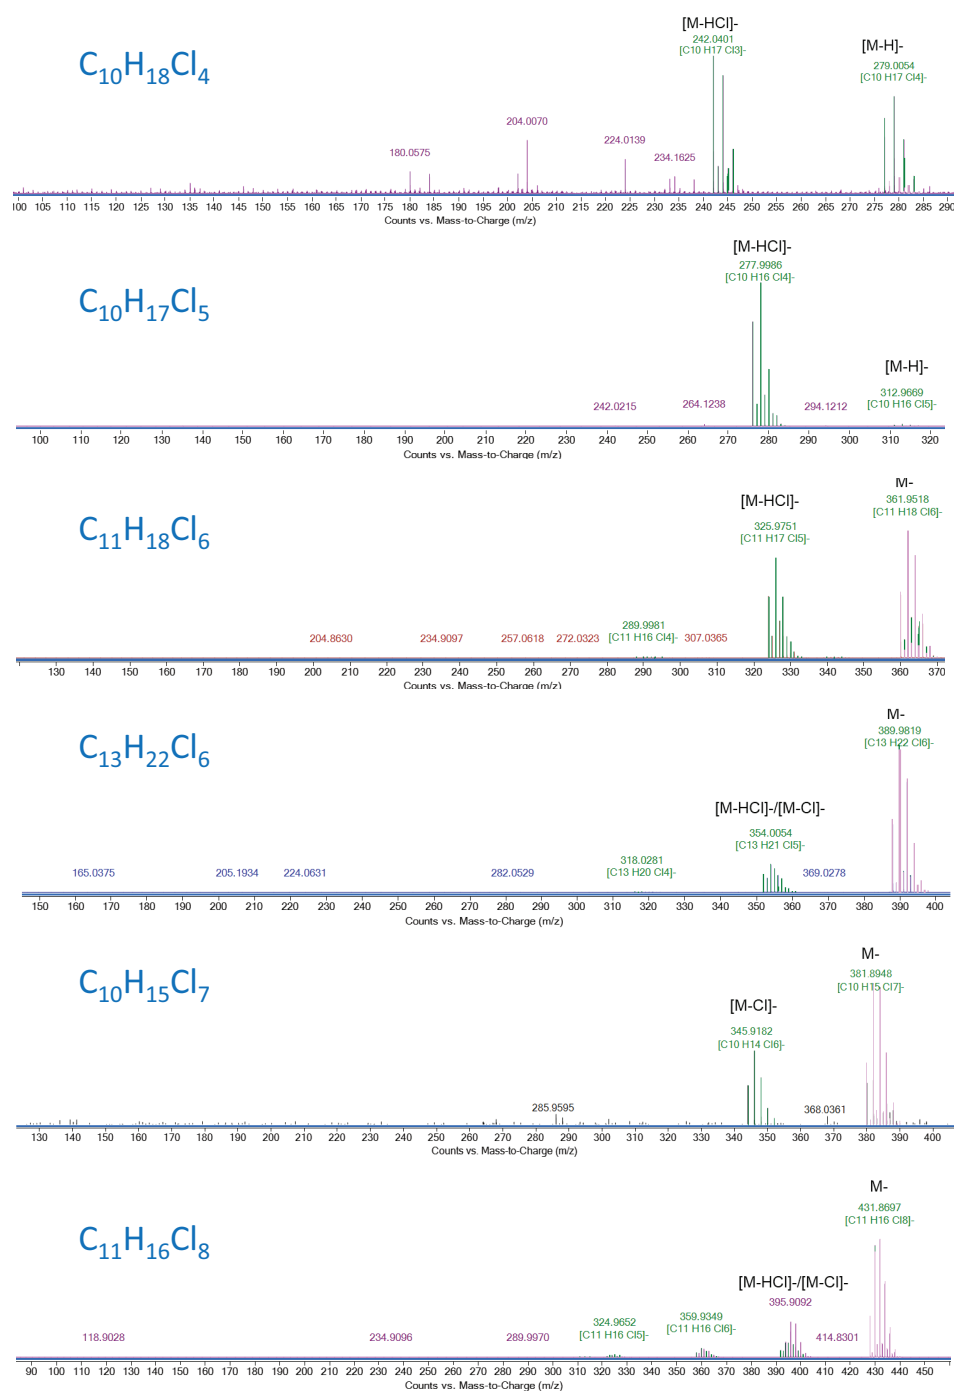 [M-HCl]-
242.0401
[C10 H17 Cl3]-
[M-H]-
279.0054
[C10 H17 Cl4]-
C10H18Cl4
204.0070
224.0139
180.0575
234.1625
100 105 110 115 120 125 130 135 140 145 150 155 160 165 170 175 180 185 190 195 200 205 210 215 220 225 230 235 240 245 250 255 260 265 270 275 280 285 290
Counts vs. Mass-to-Charge (m/z)
[M-HCl]-
277.9986
[C10 H16 Cl4]-
C10H17Cl5
[M-H]-
312.9669
[C10 H16 Cl5]-
242.0215
264.1238
294.1212
100 110 120 130 140 150 160 170 180 190 200 210 220 230 240 250 260 270 280 290 300 310 320
Counts vs. Mass-to-Charge (m/z)
M-
361.9518
[C11 H18 Cl6]-
[M-HCl]-
325.9751
[C11 H17 Cl5]-
C11H18Cl6
204.8630
234.9097
257.0618
272.0323
289.9981
[C11 H16 Cl4]-
307.0365
130 140 150 160 170 180 190 200 210 220 230 240 250 260 270 280 290 300 310 320 330 340 350 360 370
Counts vs. Mass-to-Charge (m/z)
M-
389.9819
[C13 H22 Cl6]-
C13H22Cl6
[M-HCl]-/[M-Cl]-
354.0054
[C13 H21 Cl5]-
165.0375
205.1934
224.0631
282.0529
318.0281
[C13 H20 Cl4]-
369.0278
150 160 170 180 190 200 210 220 230 240 250 260 270 280 290 300 310 320 330 340 350 360 370 380 390 400
Counts vs. Mass-to-Charge (m/z)
M-
381.8948
[C10 H15 Cl7]-
C10H15Cl7
[M-Cl]-
345.9182
[C10 H14 Cl6]-
285.9595
368.0361
130 140 150 160 170 180 190 200 210 220 230 240 250 260 270 280 290 300 310 320 330 340 350 360 370 380 390 400
Counts vs. Mass-to-Charge (m/z)
M-
431.8697
[C11 H16 Cl8]-
C11H16Cl8
[M-HCl]-/[M-Cl]-
395.9092
118.9028
234.9096
289.9970
324.9652
[C11 H16 Cl5]-
359.9349
[C11 H16 Cl6]-
414.8301
90 100 110 120 130 140 150 160 170 180 190 200 210 220 230 240 250 260 270 280 290 300 310 320 330 340 350 360 370 380 390 400 410 420 430 440 450
Counts vs. Mass-to-Charge (m/z)